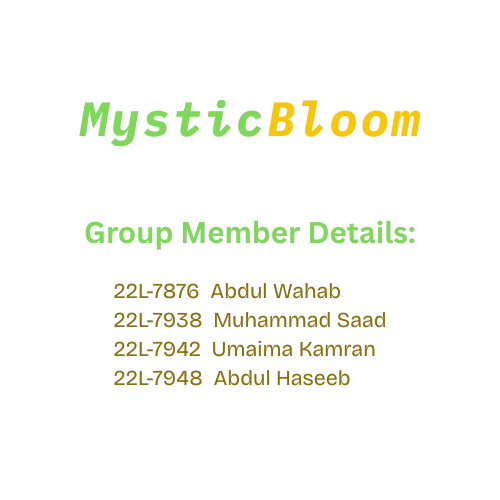 MysticBloom
Group Member Details:
22L-7876 Abdul Wahab
22L-7938 Muhammad Saad
22L-7942 Umaima Kamran
22L-7948 Abdul Haseeb